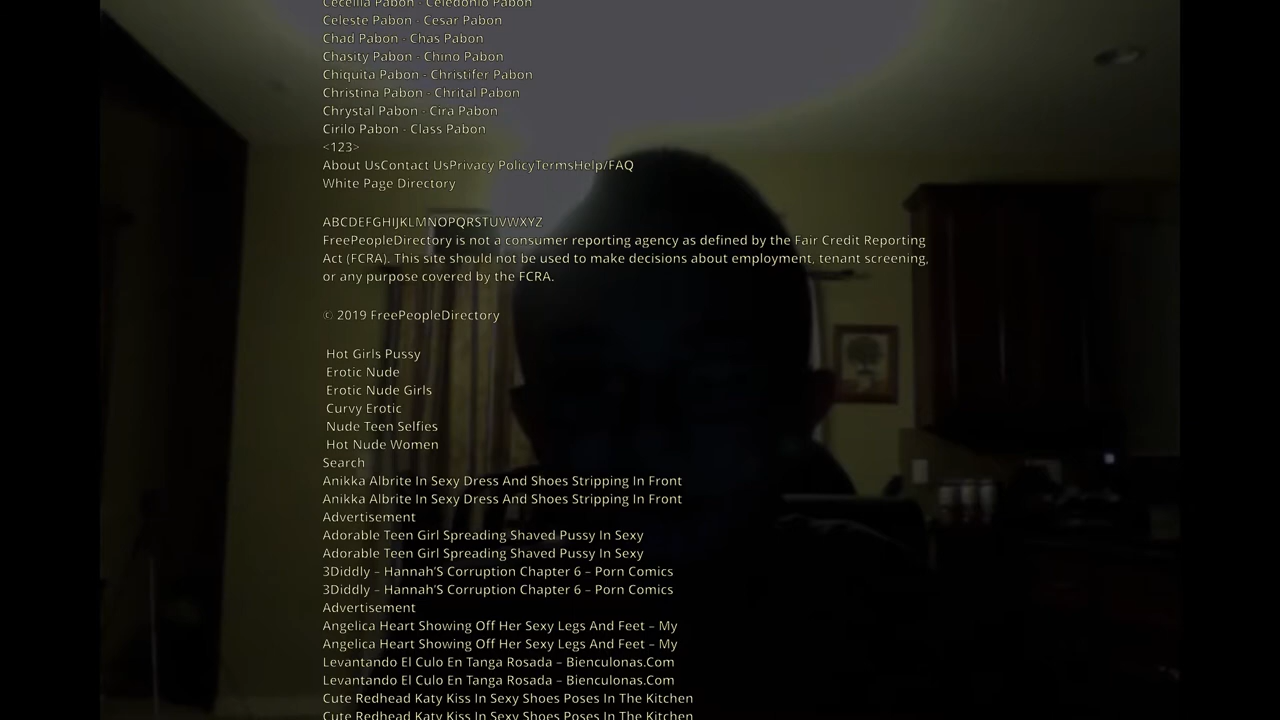 Cecelia Pabon - Celedonio Pabon
Celeste Pabon - Cesar Pabon
Chad Pabon - Chas Pabon
Chasity Pabon - Chino Pabon
Chiquita Pabon - Christifer Pabon
Christina Pabon - Chrital Pabon
Chrystal Pabon - Cira Pabon
Cirilo Pabon - Class Pabon
<123>
About UsContact UsPrivacy PolicyTermsHelp/FAQ
White Page Directory
ABCDEFGHIJKLMNOPQRSTUVWXYZ
FreePeopleDirectory is not a consumer reporting agency as defined by the Fair Credit Reporting
Act (FCRA). This site should not be used to make decisions about employment, tenant screening,
or any purpose covered by the FCRA.
© 2019 FreePeopleDirectory
Hot Girls Pussy
Erotic Nude
Erotic Nude Girls
Curvy Erotic
Nude Teen Selfies
Hot Nude Women
Search
Anikka Albrite In Sexy Dress And Shoes Stripping In Front
Anikka Albrite In Sexy Dress And Shoes Stripping In Front
Advertisement
Adorable Teen Girl Spreading Shaved Pussy In Sexy
Adorable Teen Girl Spreading Shaved Pussy In Sexy
3Diddly – Hannah'S Corruption Chapter 6 – Porn Comics
3Diddly – Hannah'S Corruption Chapter 6 – Porn Comics
Advertisement
Angelica Heart Showing Off Her Sexy Legs And Feet – My
Angelica Heart Showing Off Her Sexy Legs And Feet – My
Levantando El Culo En Tanga Rosada – Bienculonas.Com
Levantando El Culo En Tanga Rosada – Bienculonas.Com
Cute Redhead Katy Kiss In Sexy Shoes Poses In The Kitchen
Cute Redhead Katy Kiss In Sexy Shoes Poses In The Kitchen